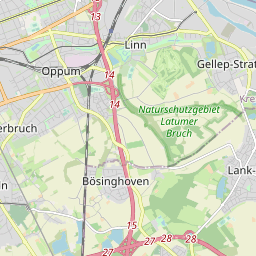 13
Linn
Oppum
14
Gellep-Strat
14
Naturschutzgebiet
Latumer
Bruch
Kre
erbruch
Lank-
Bösinghoven
n
15
27
28
28
27